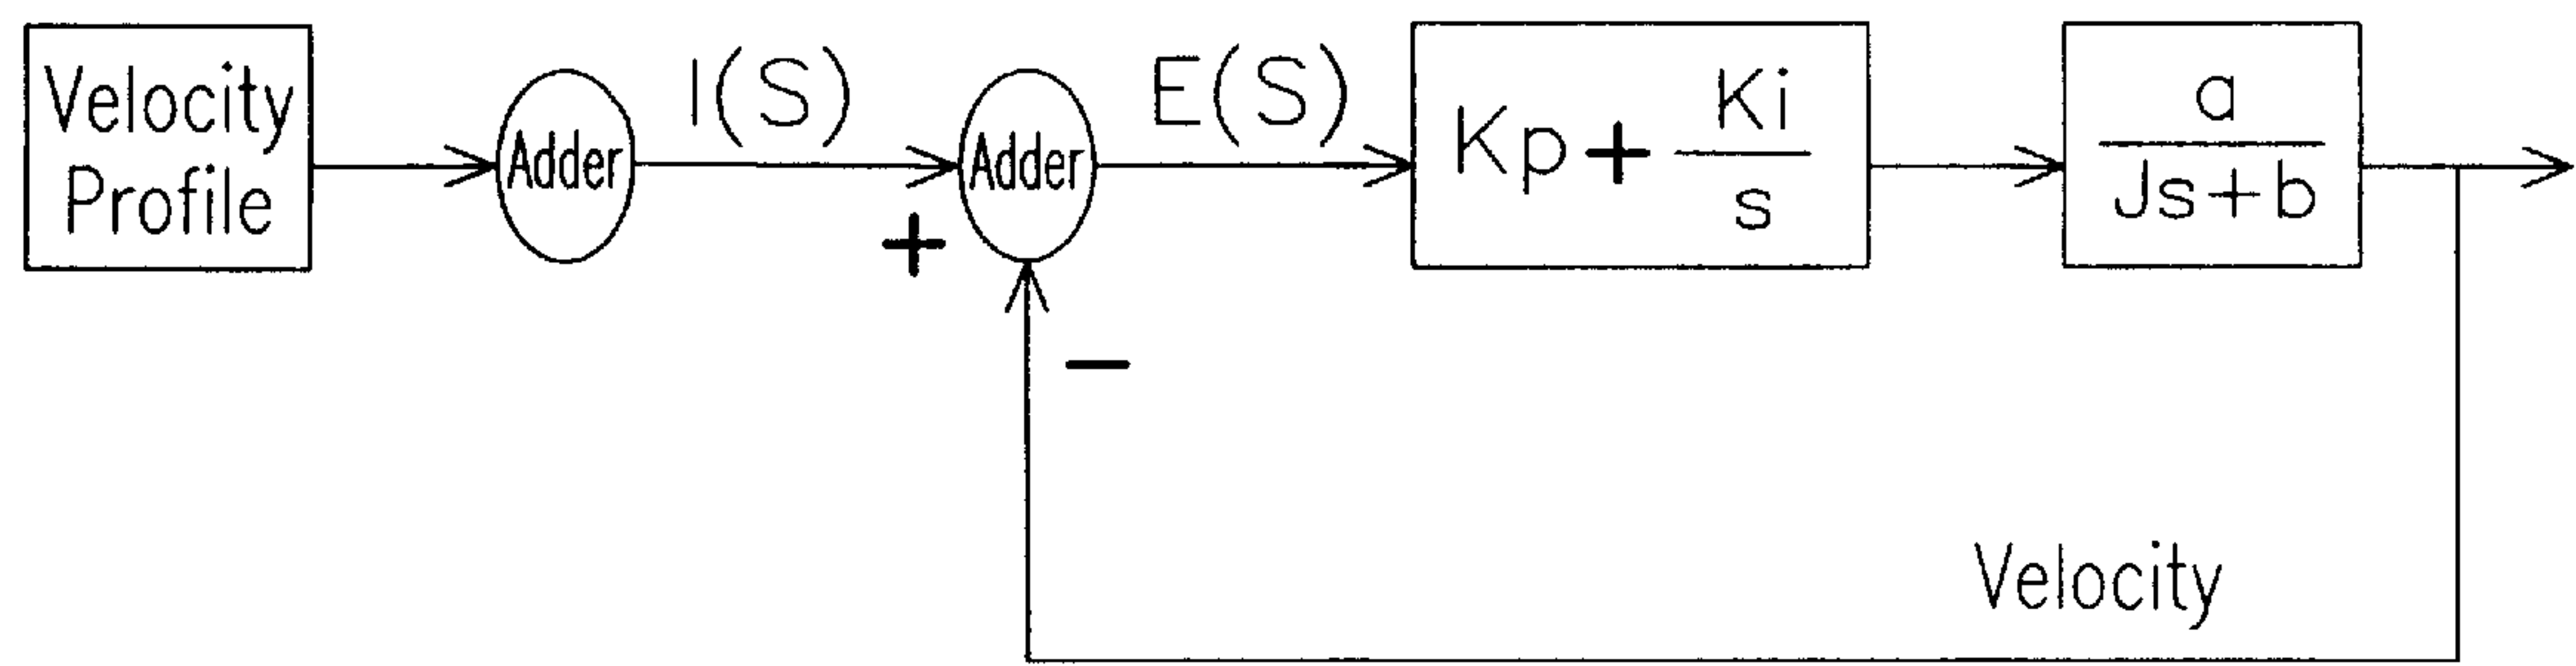 Velocity
Profile
Adder
I(S)
+
Adder
−
E(S)
Kp + Ki/s
a/Js+b
Velocity